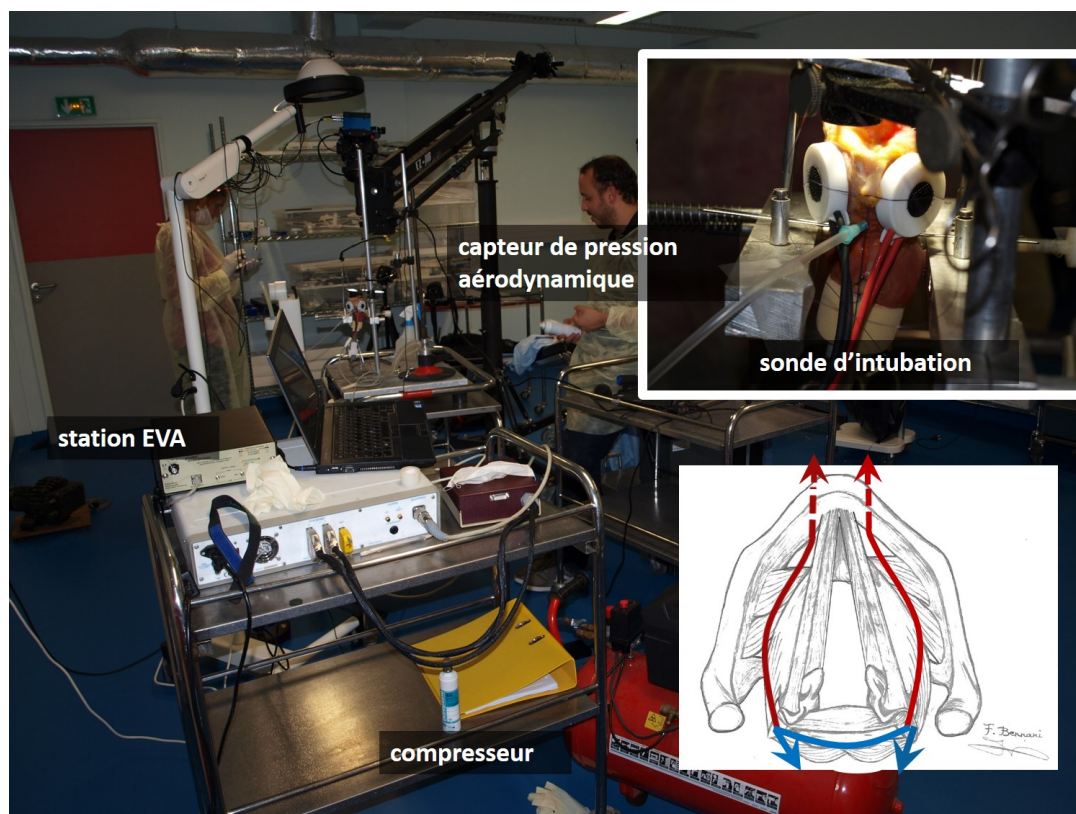 capteur de pression
aérodynamique
sonde d'intubation
station EVA
compresseur
F. Bennani